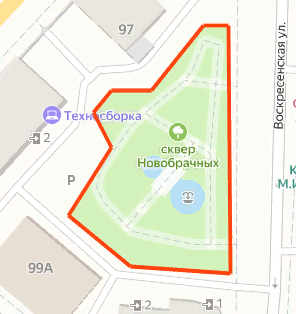 97
Воскресенская ул.
Техносборка
2
сквер
Новобрачных
К
М.И
P
99А
2
1